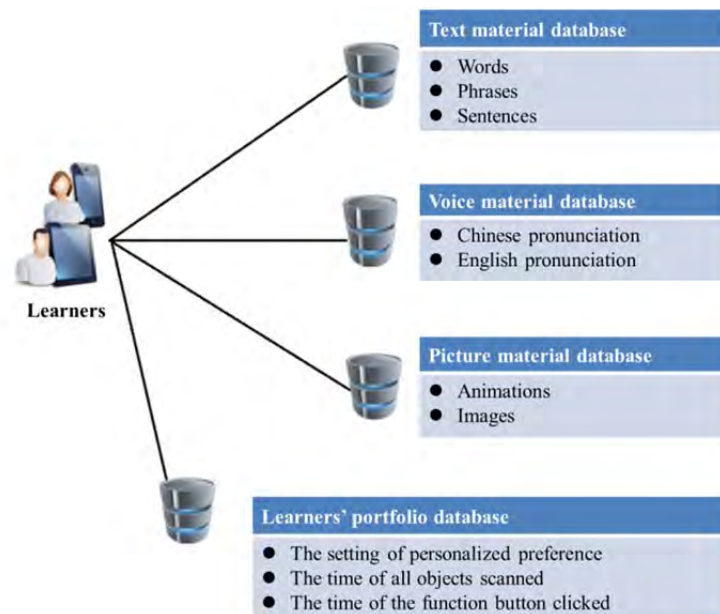 Text material database
● Words
● Phrases
● Sentences
Voice material database
● Chinese pronunciation
● English pronunciation
Learners
Picture material database
● Animations
● Images
Learners’ portfolio database
● The setting of personalized preference
● The time of all objects scanned
● The time of the function button clicked